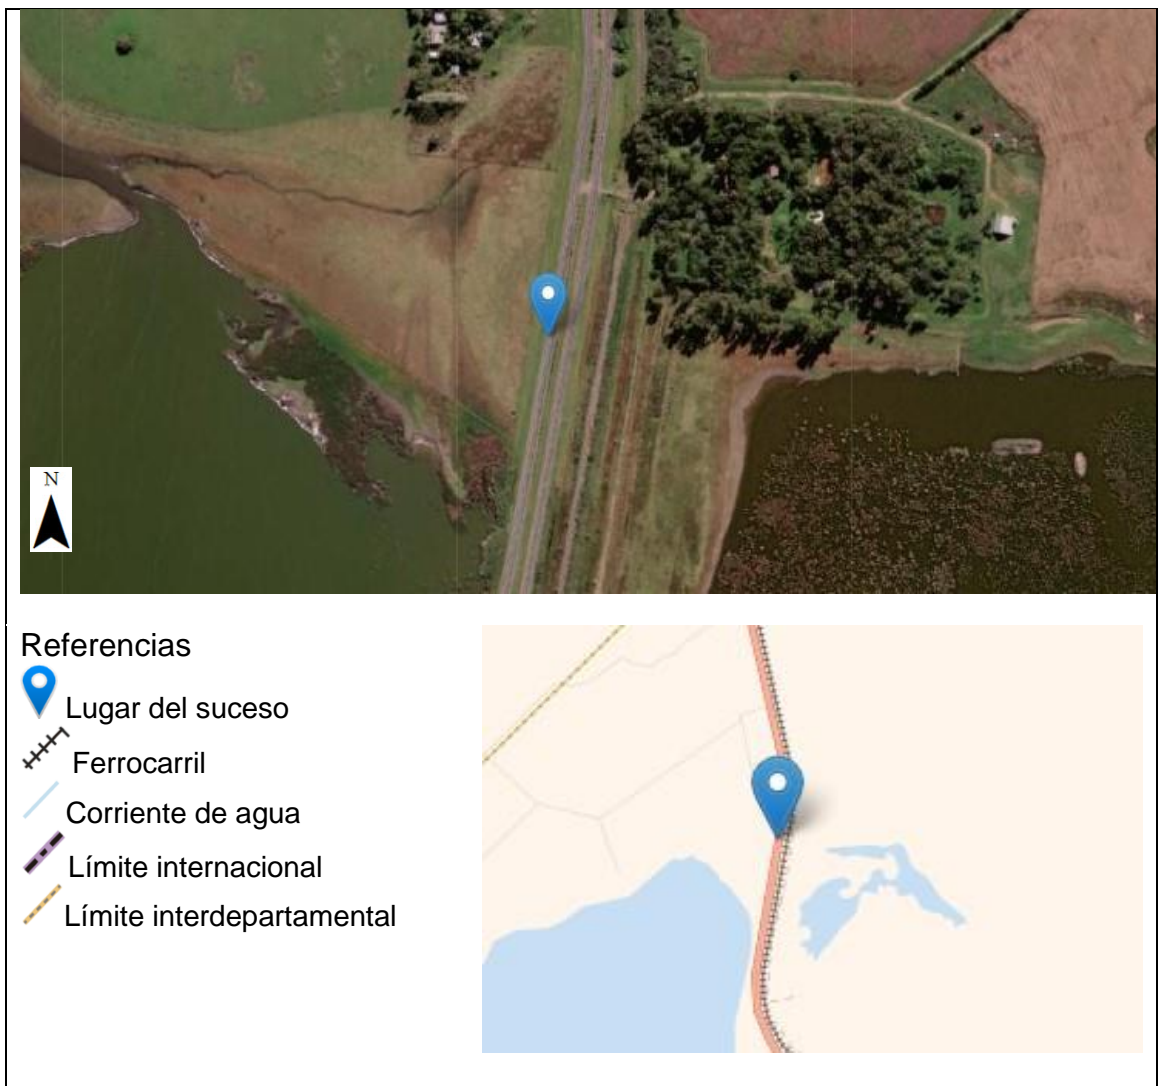 N
Referencias
Lugar del suceso
Ferrocarril
Corriente de agua
Límite internacional
Límite interdepartamental